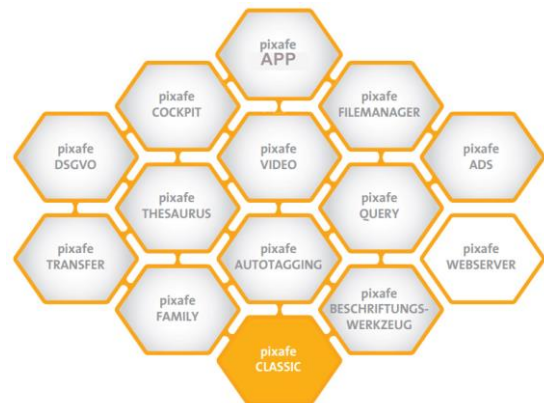 pixafe
APP
pixafe
COCKPIT
pixafe
FILEMANAGER
pixafe
DSGVO
pixafe
VIDEO
pixafe
ADS
pixafe
THESAURUS
pixafe
QUERY
pixafe
TRANSFER
pixafe
AUTOTAGGING
pixafe
WEBSERVER
pixafe
FAMILY
pixafe
BESCHRIFTUNGS-
WERKZEUG
pixafe
CLASSIC